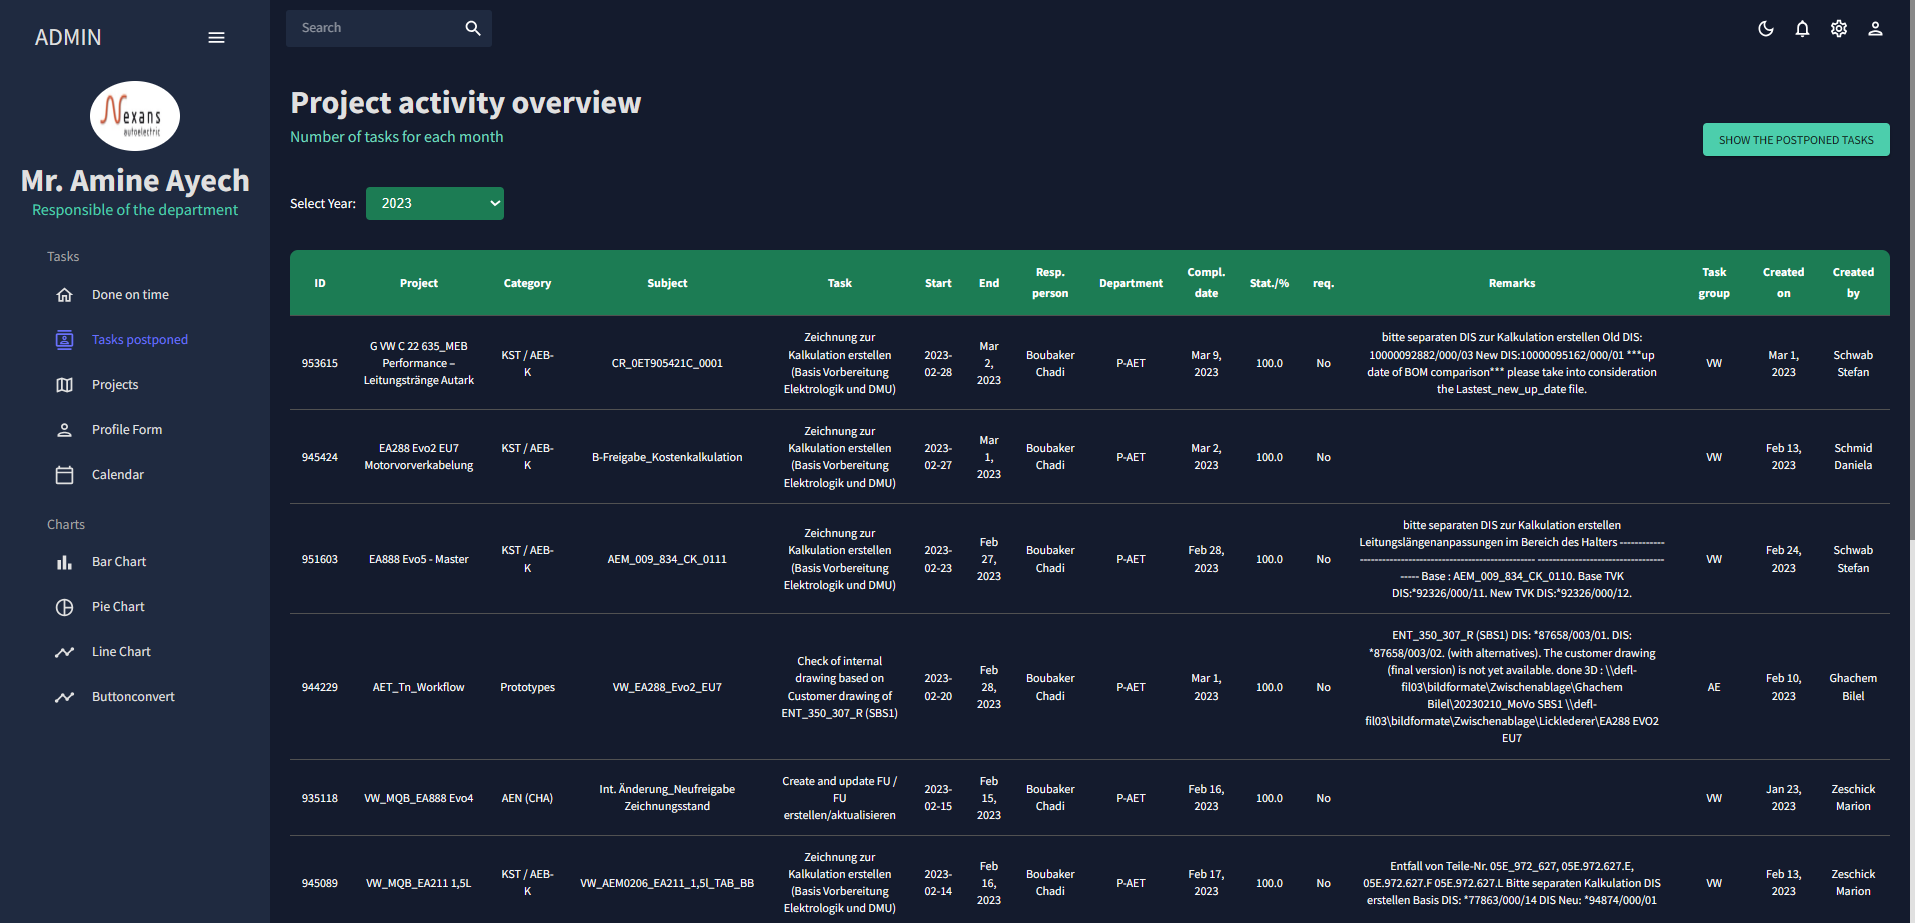 ADMIN
Search
Nexans
autoelectric
Mr. Amine Ayech
Responsible of the department
Tasks
Done on time
Tasks postponed
Projects
Profile Form
Calendar
Charts
Bar Chart
Pie Chart
Line Chart
Buttonconvert
Project activity overview
Number of tasks for each month
SHOW THE POSTPONED TASKS
Select Year: 2023
ID Project Category Subject Task Start End Resp. person Department Compl. date Stat./% req. Remarks Task group Created on Created by
953615
G VW C 22 635_MEB
Performance –
Leitungsstränge Autark
KST / AEB-
K
CR_0ET905421C_0001
Zeichnung zur
Kalkulation erstellen
(Basis Vorbereitung
Elektrologik und DMU)
2023-
02-28
Mar
2,
2023
Boubaker
Chadi
P-AET
Mar 9,
2023
100.0
No
bitte separaten DIS zur Kalkulation erstellen Old DIS:
10000092882/000/03 New DIS:10000095162/000/01 ***up
date of BOM comparison*** please take into consideration
the Lastest_new_up_date file.
VW
Mar 1,
2023
Schwab
Stefan
945424
EA288 Evo2 EU7
Motorvorverkabelung
KST / AEB-
K
B-Freigabe_Kostenkalkulation
Zeichnung zur
Kalkulation erstellen
(Basis Vorbereitung
Elektrologik und DMU)
2023-
02-27
Mar
1,
2023
Boubaker
Chadi
P-AET
Mar 2,
2023
100.0
No
VW
Feb 13,
2023
Schmid
Daniela
951603
EA888 Evo5 - Master
KST / AEB-
K
AEM_009_834_CK_0111
Zeichnung zur
Kalkulation erstellen
(Basis Vorbereitung
Elektrologik und DMU)
2023-
02-23
Feb
27,
2023
Boubaker
Chadi
P-AET
Feb 28,
2023
100.0
No
bitte separaten DIS zur Kalkulation erstellen
Leitungslängenanpassungen im Bereich des Halters ------------
---------------------------------------------- --------------------------------
----- Base : AEM_009_834_CK_0110. Base TVK
DIS:*92326/000/11. New TVK DIS:*92326/000/12.
VW
Feb 24,
2023
Schwab
Stefan
944229
AET_Tn_Workflow
Prototypes
VW_EA288_Evo2_EU7
Check of internal
drawing based on
Customer drawing of
ENT_350_307_R (SBS1)
2023-
02-20
Feb
28,
2023
Boubaker
Chadi
P-AET
Mar 1,
2023
100.0
No
ENT_350_307_R (SBS1) DIS: *87658/003/01. DIS:
*87658/003/02. (with alternatives). The customer drawing
(final version) is not yet available. done 3D : \\defl-
fil03\bildformate\Zwischenablage\Ghachem
Bilel\20230210_MoVo SBS1 \\defl-
fil03\bildformate\Zwischenablage\Licklederer\EA288 EVO2
EU7
AE
Feb 10,
2023
Ghachem
Bilel
935118
VW_MQB_EA888 Evo4
AEN (CHA)
Int. Änderung_Neufreigabe
Zeichnungsstand
Create and update FU /
FU
erstellen/aktualisieren
2023-
02-15
Feb
15,
2023
Boubaker
Chadi
P-AET
Feb 16,
2023
100.0
No
VW
Jan 23,
2023
Zeschick
Marion
945089
VW_MQB_EA211 1,5L
KST / AEB-
K
VW_AEM0206_EA211_1,5l_TAB_BB
Zeichnung zur
Kalkulation erstellen
(Basis Vorbereitung
Elektrologik und DMU)
2023-
02-14
Feb
16,
2023
Boubaker
Chadi
P-AET
Feb 17,
2023
100.0
No
Entfall von Teile-Nr. 05E_972_627, 05E.972.627.E,
05E.972.627.F 05E.972.627.L Bitte separaten Kalkulation DIS
erstellen Basis DIS: *77863/000/14 DIS Neu: *94874/000/01
VW
Feb 13,
2023
Zeschick
Marion